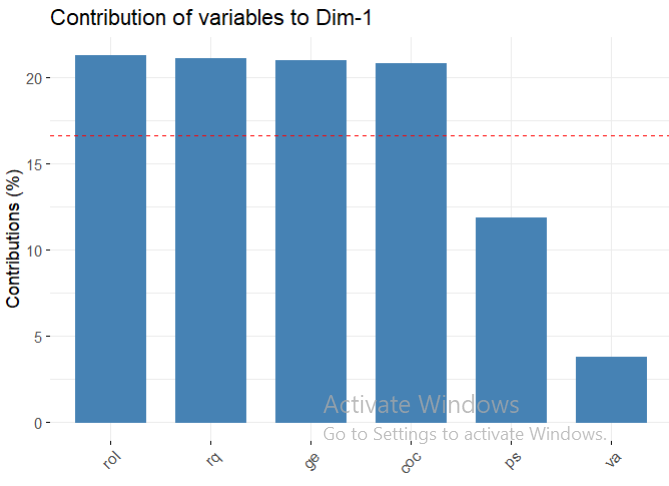 Contribution of variables to Dim-1
Contributions (%)
20
15
10
5
0
rol
rq
ge
coc
ps
va
Activate Windows
Go to Settings to activate Windows.